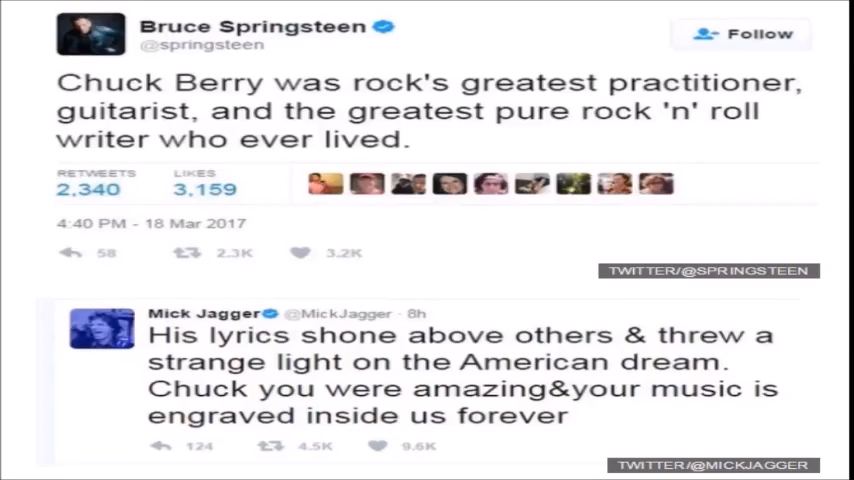 Bruce Springsteen
@springsteen
Follow
Chuck Berry was rock's greatest practitioner,
guitarist, and the greatest pure rock 'n' roll
writer who ever lived.
RETWEETS LIKES
2,340 3,159
4:40 PM - 18 Mar 2017
58 2.3K 3.2K
TWITTER/@SPRINGSTEEN
Mick Jagger @MickJagger · 8h
His lyrics shone above others & threw a
strange light on the American dream.
Chuck you were amazing&your music is
engraved inside us forever
124 4.5K 9.6K
TWITTER/@MICKJAGGER